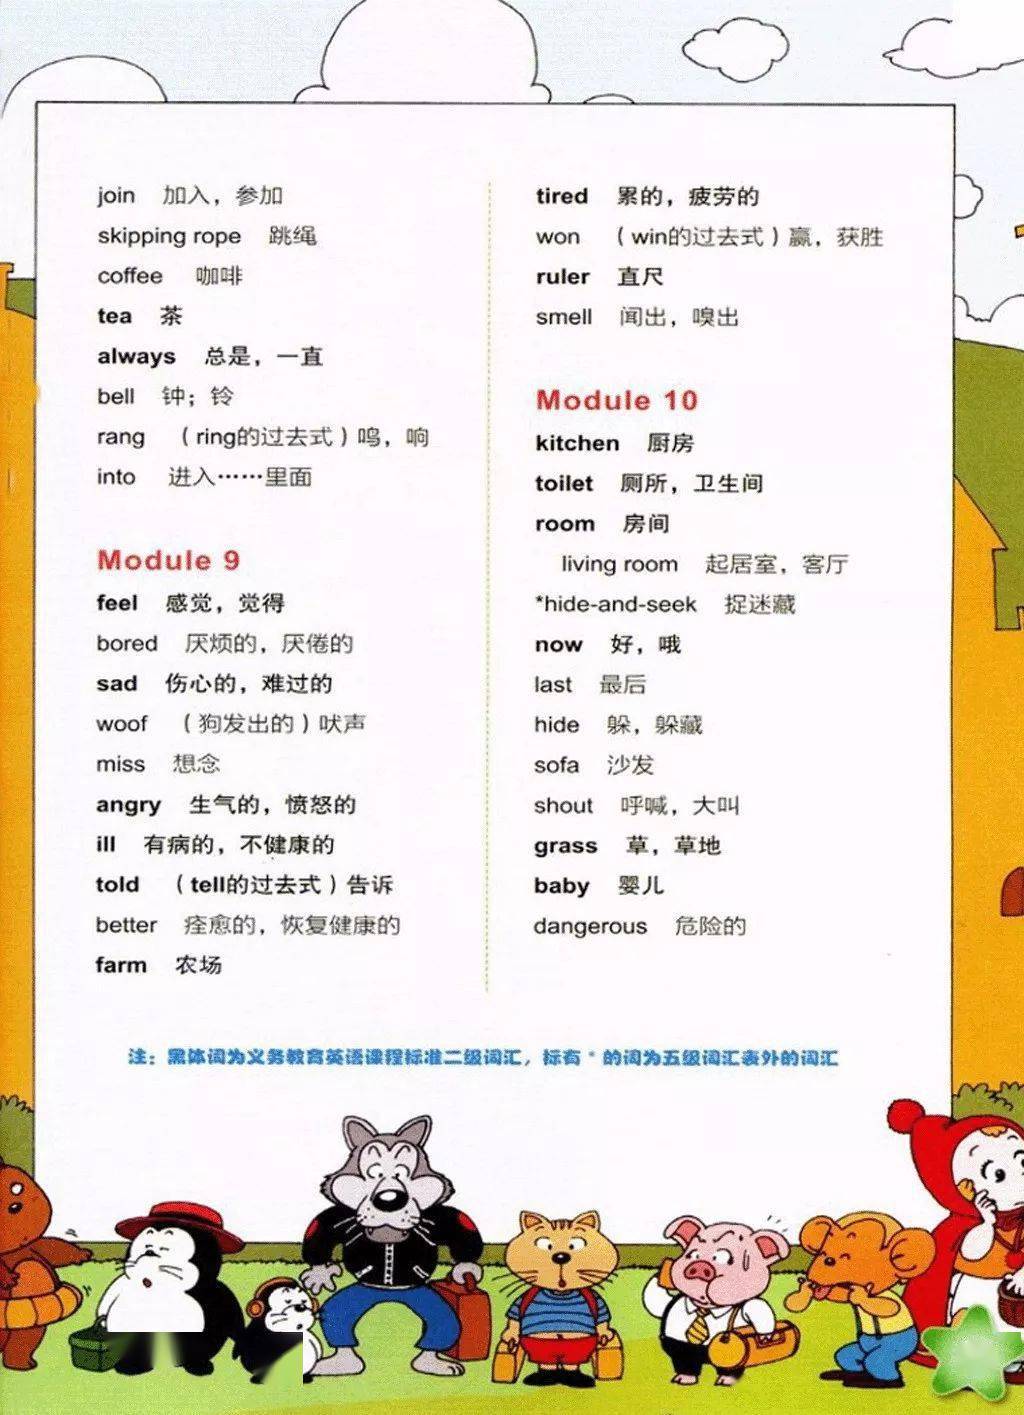 join 加入，参加
skipping rope 跳绳
coffee 咖啡
tea 茶
always 总是，一直
bell 钟；铃
rang （ring的过去式）鸣，响
into 进入……里面
Module 9
feel 感觉，觉得
bored 厌烦的，厌倦的
sad 伤心的，难过的
woof （狗发出的）吠声
miss 想念
angry 生气的，愤怒的
ill 有病的，不健康的
told （tell的过去式）告诉
better 痊愈的，恢复健康的
farm 农场
tired 累的，疲劳的
won （win的过去式）赢，获胜
ruler 直尺
smell 闻出，嗅出
Module 10
kitchen 厨房
toilet 厕所，卫生间
room 房间
living room 起居室，客厅
*hide-and-seek 捉迷藏
now 好，哦
last 最后
hide 躲，躲藏
sofa 沙发
shout 呼喊，大叫
grass 草，草地
baby 婴儿
dangerous 危险的
注：黑体词为义务教育英语课程标准二级词汇，标有 * 的词为五级词汇表外的词汇